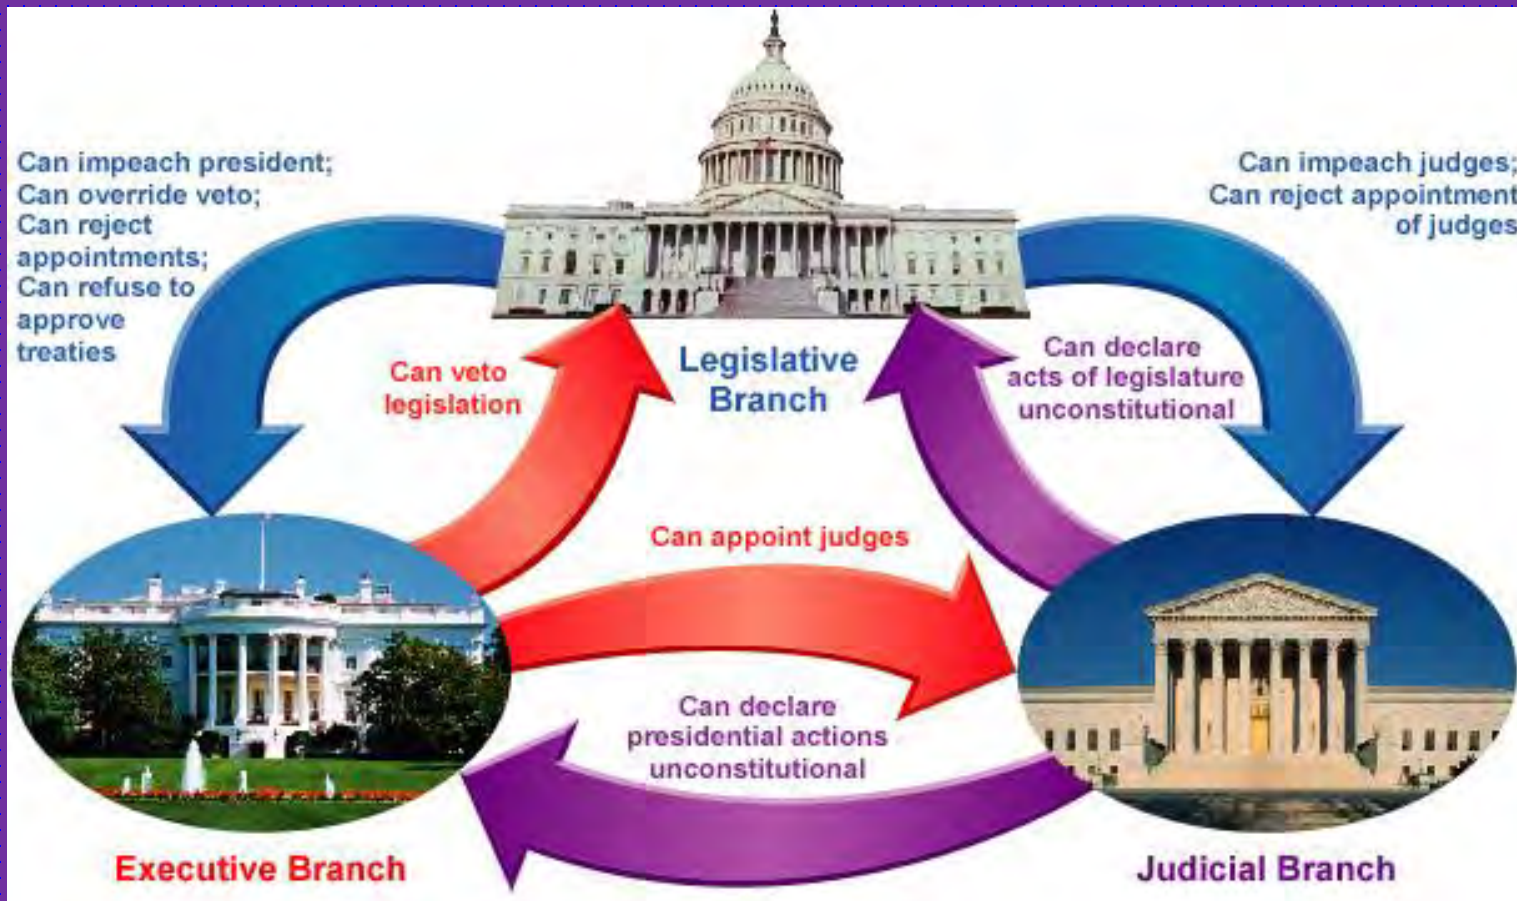 Can impeach president;
Can override veto;
Can reject
appointments;
Can refuse to
approve
treaties
Can impeach judges;
Can reject appointment
of judges
Can veto
legislation
Legislative
Branch
Can declare
acts of legislature
unconstitutional
Can appoint judges
Can declare
presidential actions
unconstitutional
Executive Branch
Judicial Branch